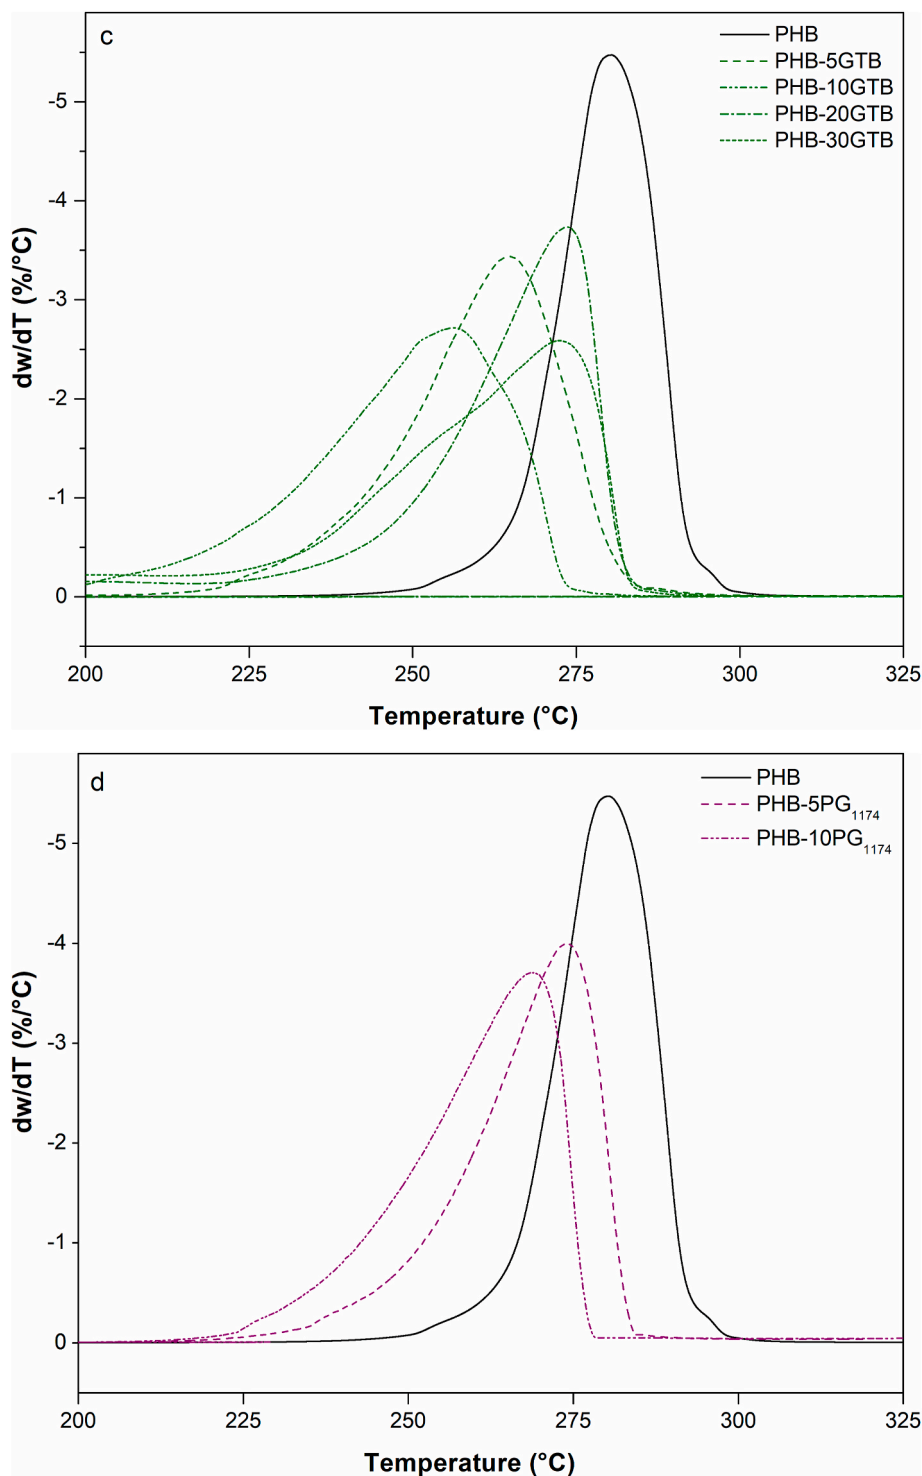 c
PHB
PHB-5GTB
PHB-10GTB
PHB-20GTB
PHB-30GTB
-5
-4
-3
-2
-1
0
dw/dT (%/°C)
200 225 250 275 300 325
Temperature (°C)
d
PHB
PHB-5PG1174
PHB-10PG1174
-5
-4
-3
-2
-1
0
dw/dT (%/°C)
200 225 250 275 300 325
Temperature (°C)